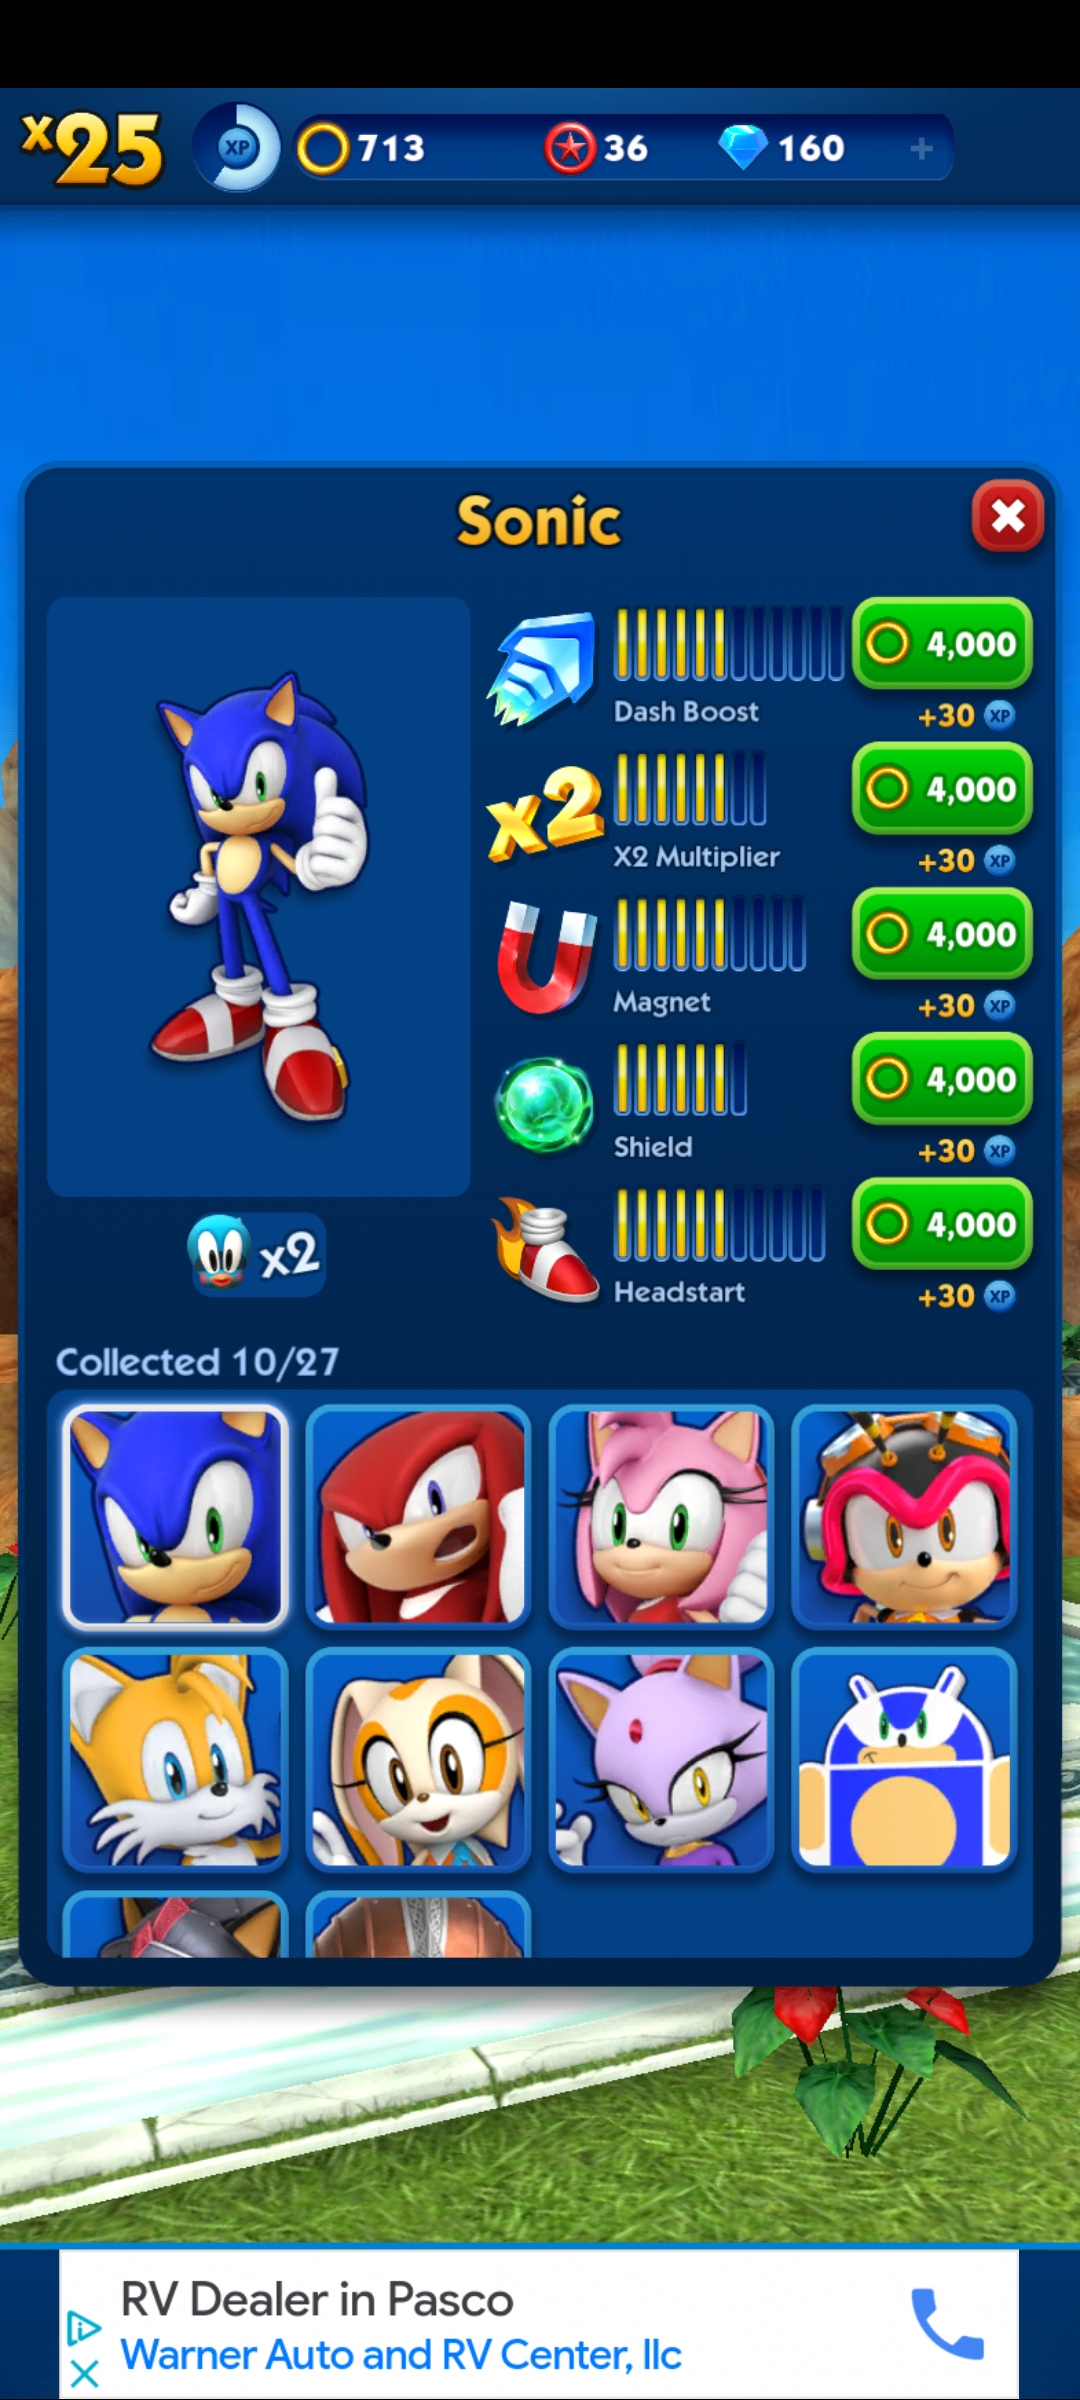 x25
XP
713
36
160
+
Sonic
4,000
Dash Boost
+30 XP
x2
4,000
X2 Multiplier
+30 XP
4,000
Magnet
+30 XP
4,000
Shield
+30 XP
x2
4,000
Headstart
+30 XP
Collected 10/27
RV Dealer in Pasco
Warner Auto and RV Center, llc